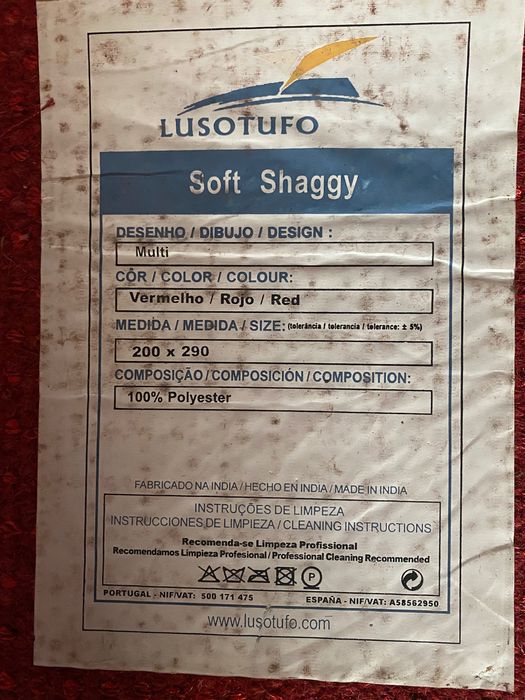 LUSOTUFO
Soft Shaggy
DESENHO / DIBUJO / DESIGN :
Multi
CÔR / COLOR / COLOUR:
Vermelho / Rojo / Red
MEDIDA / MEDIDA / SIZE: (tolerância / tolerancia / tolerance: ± 5%)
200 x 290
COMPOSIÇÃO / COMPOSICIÓN / COMPOSITION:
100% Polyester
FABRICADO NA INDIA / HECHO EN INDIA / MADE IN INDIA
INSTRUÇÕES DE LIMPEZA
INSTRUCCIONES DE LIMPIEZA / CLEANING INSTRUCTIONS
Recomenda-se Limpeza Profissional
Recomendamos Limpieza Profesional / Professional Cleaning Recommended
P
PORTUGAL - NIF/VAT: 500 171 475 ESPAÑA - NIF/VAT: A58562950
www.lusotufo.com